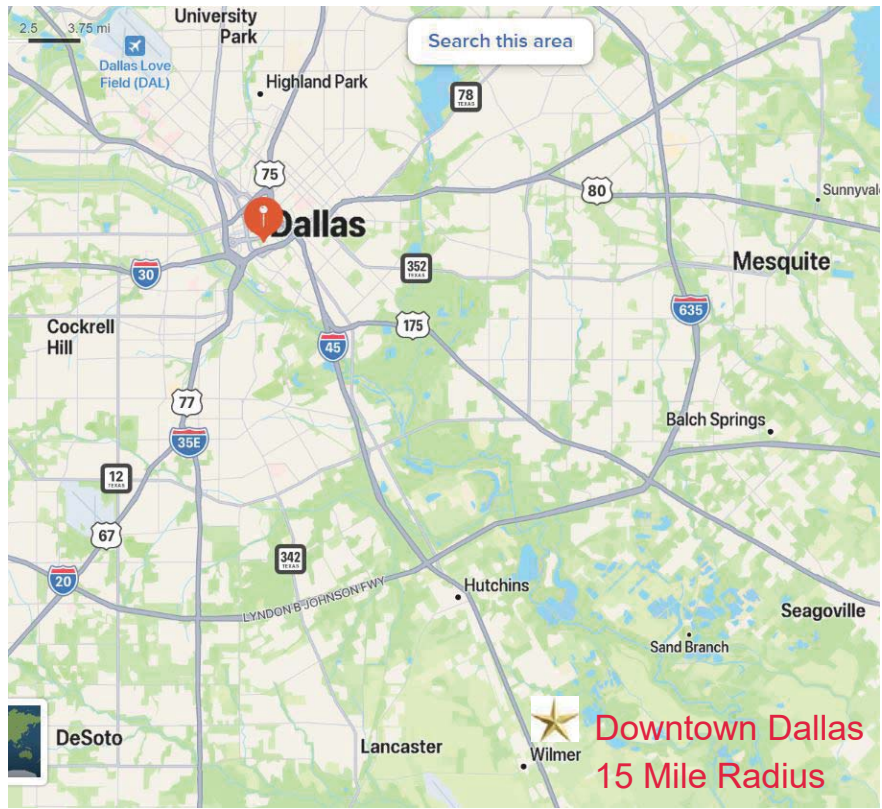 University
Park
2.5 3.75 mi
Search this area
Dallas Love
Field (DAL)
Highland Park
78
TEXAS
75
80
Sunnyval
Dallas
352
TEXAS
Mesquite
30
635
Cockrell
Hill
175
45
77
Balch Springs
35E
12
TEXAS
67
342
TEXAS
20
LYNDON B JOHNSON FWY
Hutchins
Seagoville
Sand Branch
Downtown Dallas
DeSoto
Lancaster
Wilmer
15 Mile Radius